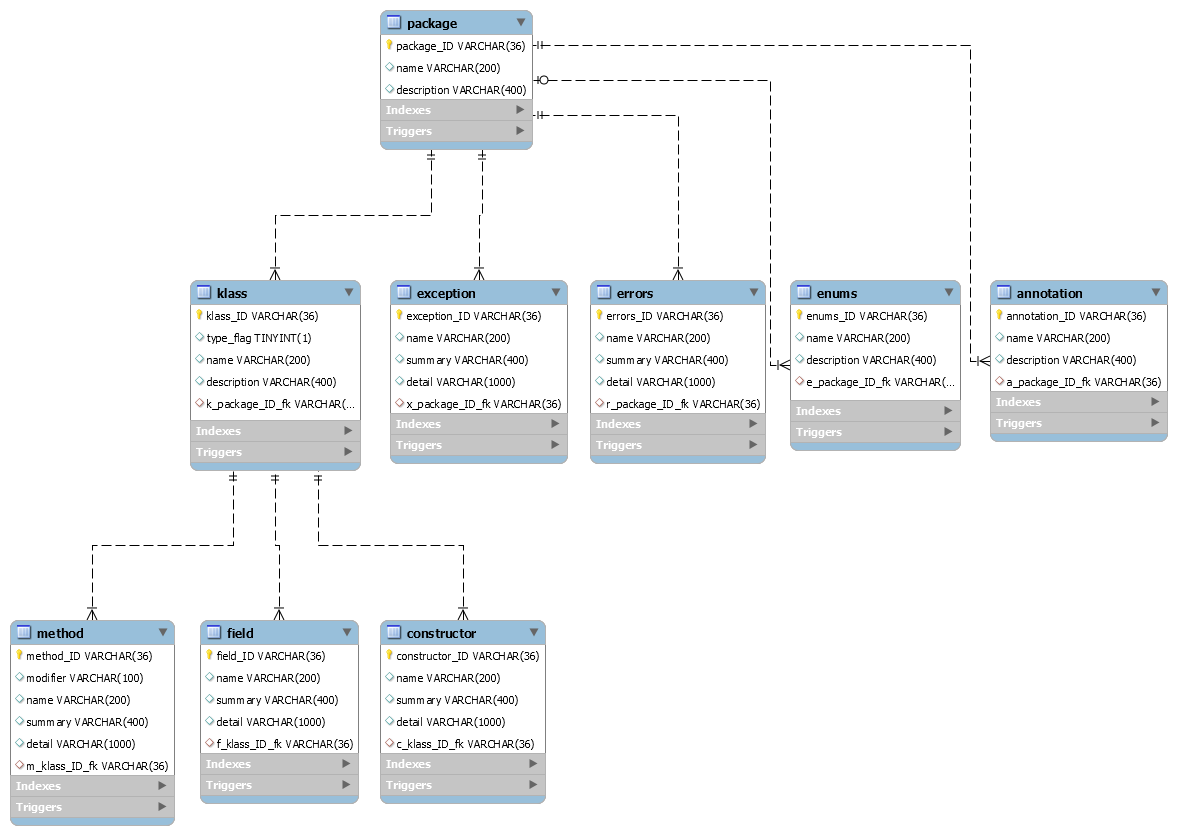 package
package_ID VARCHAR(36)
name VARCHAR(200)
description VARCHAR(400)
Indexes
Triggers
klass
klass_ID VARCHAR(36)
type_flag TINYINT(1)
name VARCHAR(200)
description VARCHAR(400)
k_package_ID_fk VARCHAR(...
Indexes
Triggers
exception
exception_ID VARCHAR(36)
name VARCHAR(200)
summary VARCHAR(400)
detail VARCHAR(1000)
x_package_ID_fk VARCHAR(36)
Indexes
Triggers
errors
errors_ID VARCHAR(36)
name VARCHAR(200)
summary VARCHAR(400)
detail VARCHAR(1000)
r_package_ID_fk VARCHAR(36)
Indexes
Triggers
enums
enums_ID VARCHAR(36)
name VARCHAR(200)
description VARCHAR(400)
e_package_ID_fk VARCHAR(...
Indexes
Triggers
annotation
annotation_ID VARCHAR(36)
name VARCHAR(200)
description VARCHAR(400)
a_package_ID_fk VARCHAR(36)
Indexes
Triggers
method
method_ID VARCHAR(36)
modifier VARCHAR(100)
name VARCHAR(200)
summary VARCHAR(400)
detail VARCHAR(1000)
m_klass_ID_fk VARCHAR(36)
Indexes
Triggers
field
field_ID VARCHAR(36)
name VARCHAR(200)
summary VARCHAR(400)
detail VARCHAR(1000)
f_klass_ID_fk VARCHAR(36)
Indexes
Triggers
constructor
constructor_ID VARCHAR(36)
name VARCHAR(200)
summary VARCHAR(400)
detail VARCHAR(1000)
c_klass_ID_fk VARCHAR(36)
Indexes
Triggers